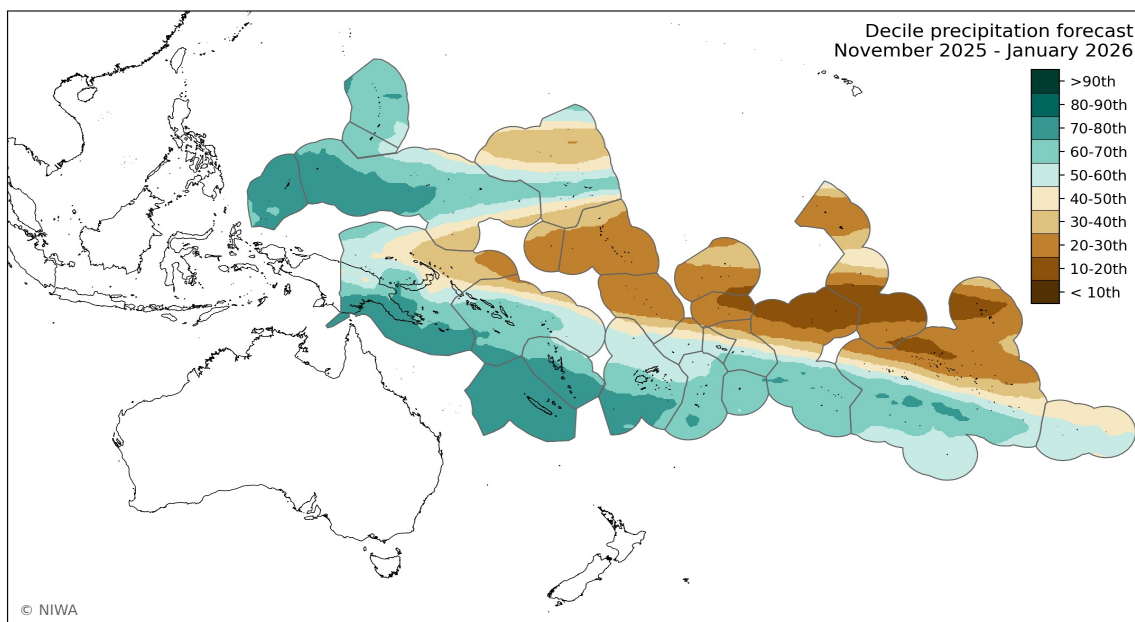 Decile precipitation forecast
November 2025 - January 2026
>90th
80-90th
70-80th
60-70th
50-60th
40-50th
30-40th
20-30th
10-20th
< 10th
© NIWA